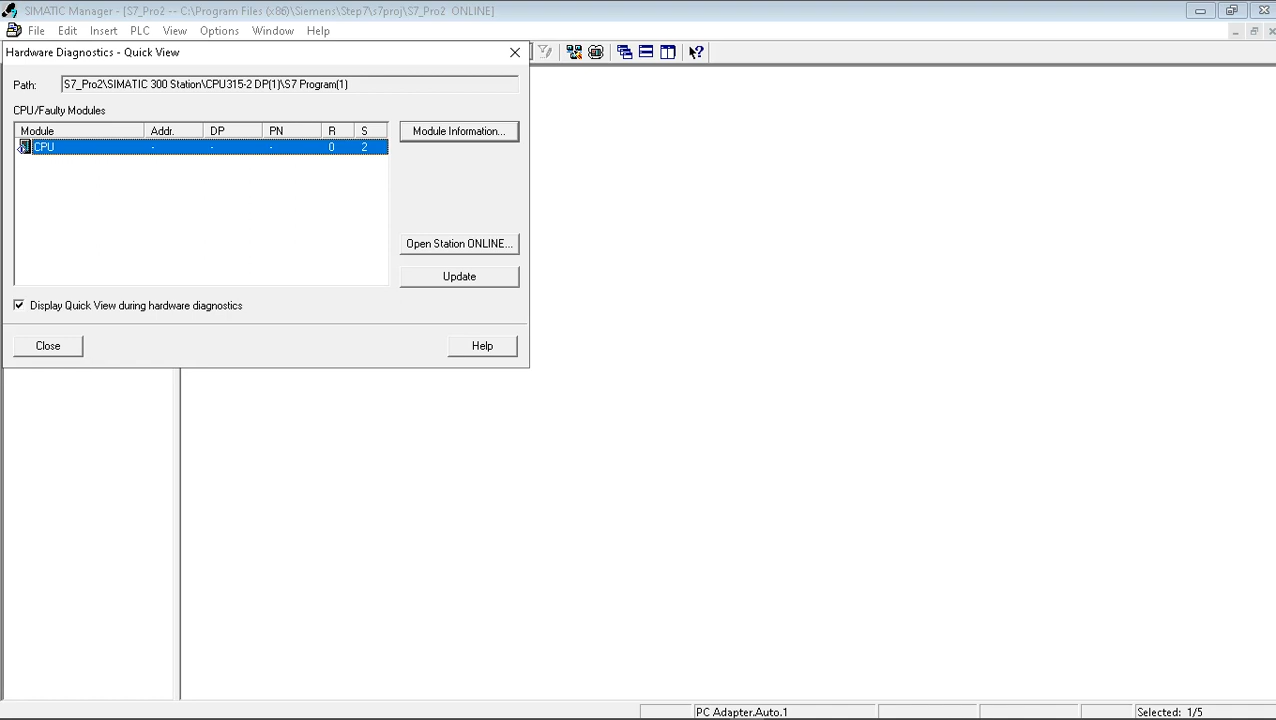 SIMATIC Manager - [S7_Pro2 -- C:\Program Files (x86)\Siemens\Step7\s7proj\S7_Pro2 ONLINE]
File Edit Insert PLC View Options Window Help
Hardware Diagnostics - Quick View
Path: S7_Pro2\SIMATIC 300 Station\CPU315-2 DP(1)\S7 Program(1)
CPU/Faulty Modules
Module Addr. DP PN R S
CPU - - - 0 2
Module Information...
Open Station ONLINE...
Update
Display Quick View during hardware diagnostics
Close Help
PC Adapter.Auto.1 Selected: 1/5